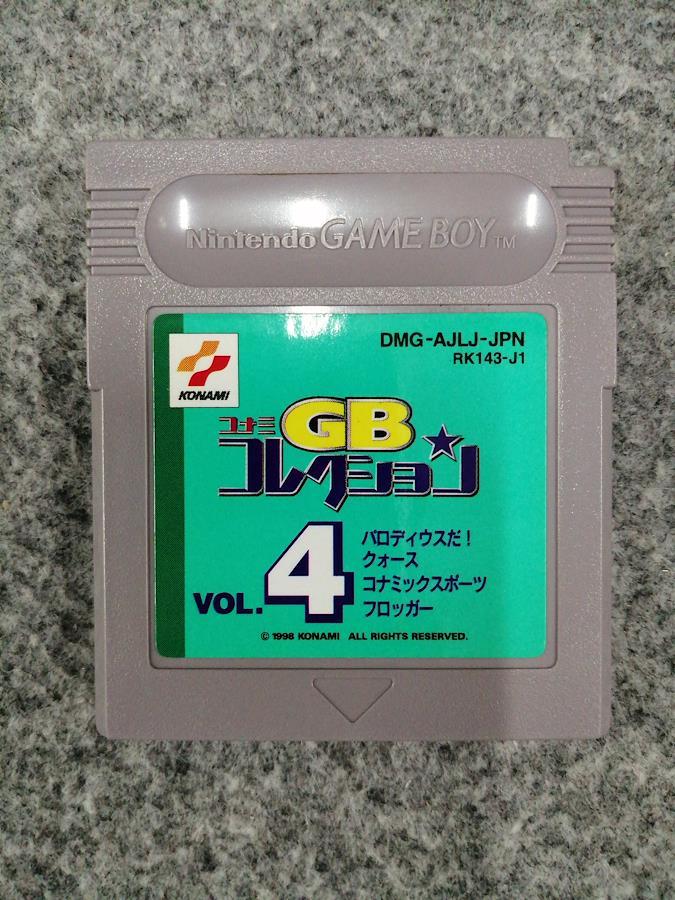 Nintendo GAME BOY TM
DMG-AJLJ-JPN
RK143-J1
KONAMI
コナミ GB
コレクション
VOL.4
パロディウスだ!
クォース
コナミックスポーツ
フロッガー
© 1998 KONAMI ALL RIGHTS RESERVED.